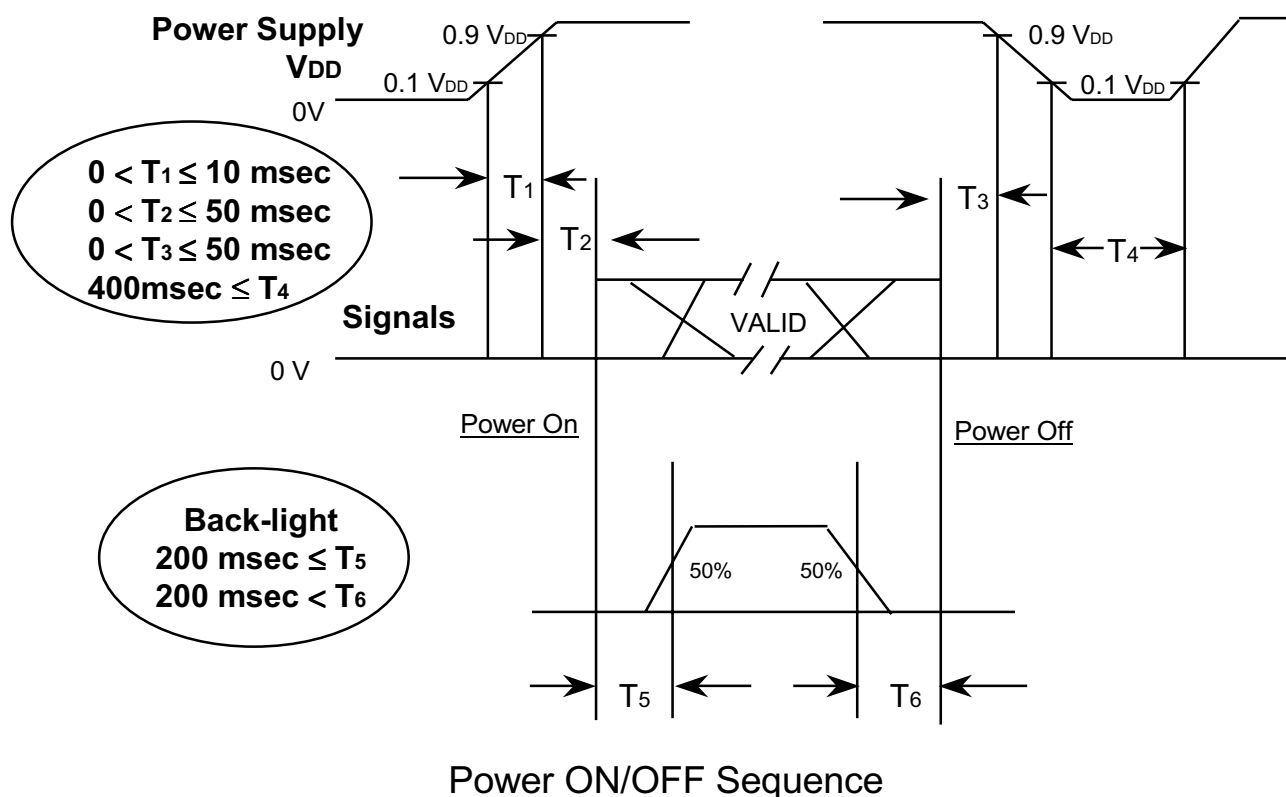 Power Supply
VDD
0.9 VDD
0.1 VDD
0V
0.9 VDD
0.1 VDD
0 < T1 ≤ 10 msec
0 < T2 ≤ 50 msec
0 < T3 ≤ 50 msec
400msec ≤ T4
T1
T2
T3
T4
Signals
VALID
0 V
Power On
Power Off
Back-light
200 msec ≤ T5
200 msec < T6
50%
50%
T5
T6
Power ON/OFF Sequence